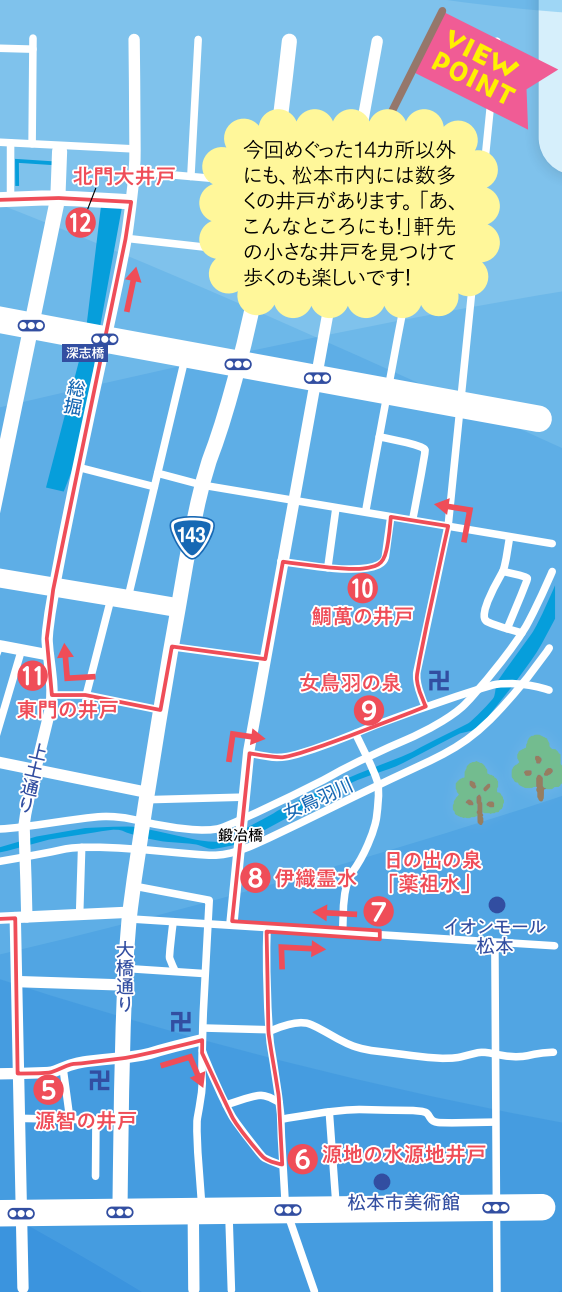 VIEW
POINT
今回めぐった14カ所以外
にも、松本市内には数多
くの井戸があります。「あ、
こんなところにも!」軒先
の小さな井戸を見つけて
歩くのも楽しいです!
北門大井戸
12
深志橋
総掘
143
10
鯛萬の井戸
女鳥羽の泉
9
11
東門の井戸
上土通り
女鳥羽川
鍛冶橋
8 伊織霊水
日の出の泉
「薬祖水」
7
イオンモール
松本
大橋通り
5
源智の井戸
6 源地の水源地井戸
松本市美術館